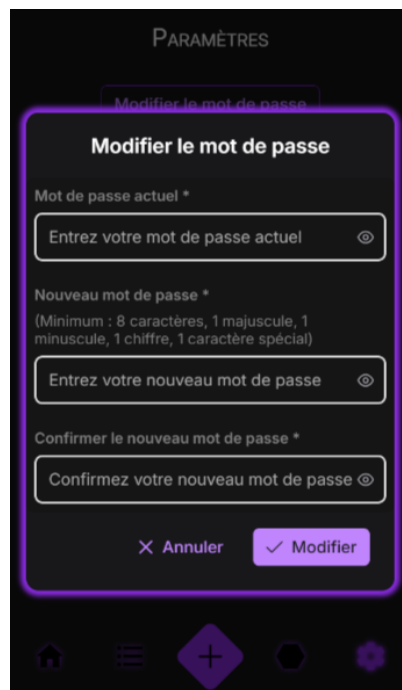 PARAMÈTRES
Modifier le mot de passe
Modifier le mot de passe
Mot de passe actuel *
Entrez votre mot de passe actuel
Nouveau mot de passe *
(Minimum : 8 caractères, 1 majuscule, 1
minuscule, 1 chiffre, 1 caractère spécial)
Entrez votre nouveau mot de passe
Confirmer le nouveau mot de passe *
Confirmez votre nouveau mot de passe
Annuler
Modifier